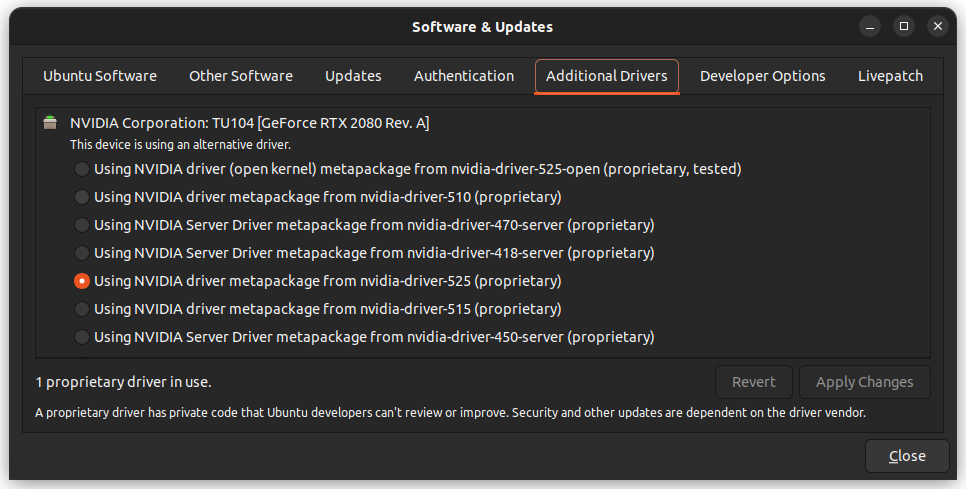 Software & Updates
Ubuntu Software Other Software Updates Authentication Additional Drivers Developer Options Livepatch
NVIDIA Corporation: TU104 [GeForce RTX 2080 Rev. A]
This device is using an alternative driver.
Using NVIDIA driver (open kernel) metapackage from nvidia-driver-525-open (proprietary, tested)
Using NVIDIA driver metapackage from nvidia-driver-510 (proprietary)
Using NVIDIA Server Driver metapackage from nvidia-driver-470-server (proprietary)
Using NVIDIA Server Driver metapackage from nvidia-driver-418-server (proprietary)
Using NVIDIA driver metapackage from nvidia-driver-525 (proprietary)
Using NVIDIA driver metapackage from nvidia-driver-515 (proprietary)
Using NVIDIA Server Driver metapackage from nvidia-driver-450-server (proprietary)
1 proprietary driver in use. Revert Apply Changes
A proprietary driver has private code that Ubuntu developers can't review or improve. Security and other updates are dependent on the driver vendor.
Close